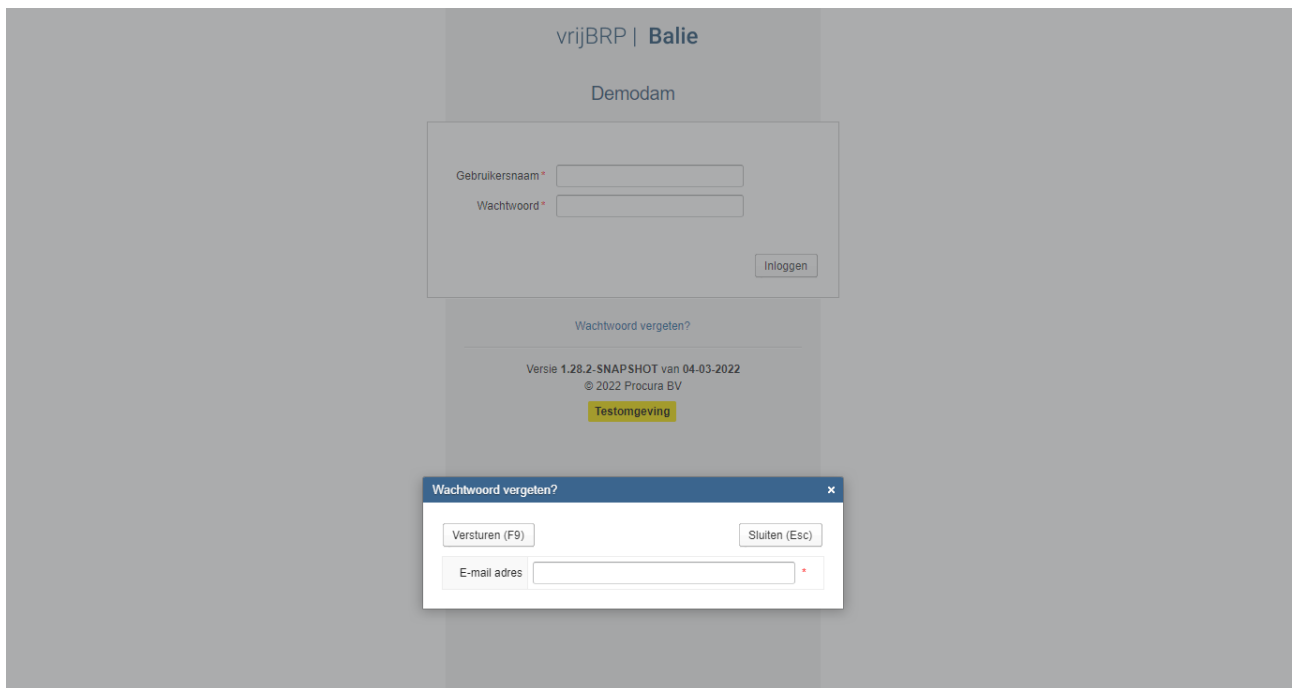 vrijBRP | Balie
Demodam
Gebruikersnaam *
Wachtwoord *
Inloggen
Wachtwoord vergeten?
Versie 1.28.2-SNAPSHOT van 04-03-2022
© 2022 Procura BV
Testomgeving
Wachtwoord vergeten? ×
Versturen (F9) Sluiten (Esc)
E-mail adres *